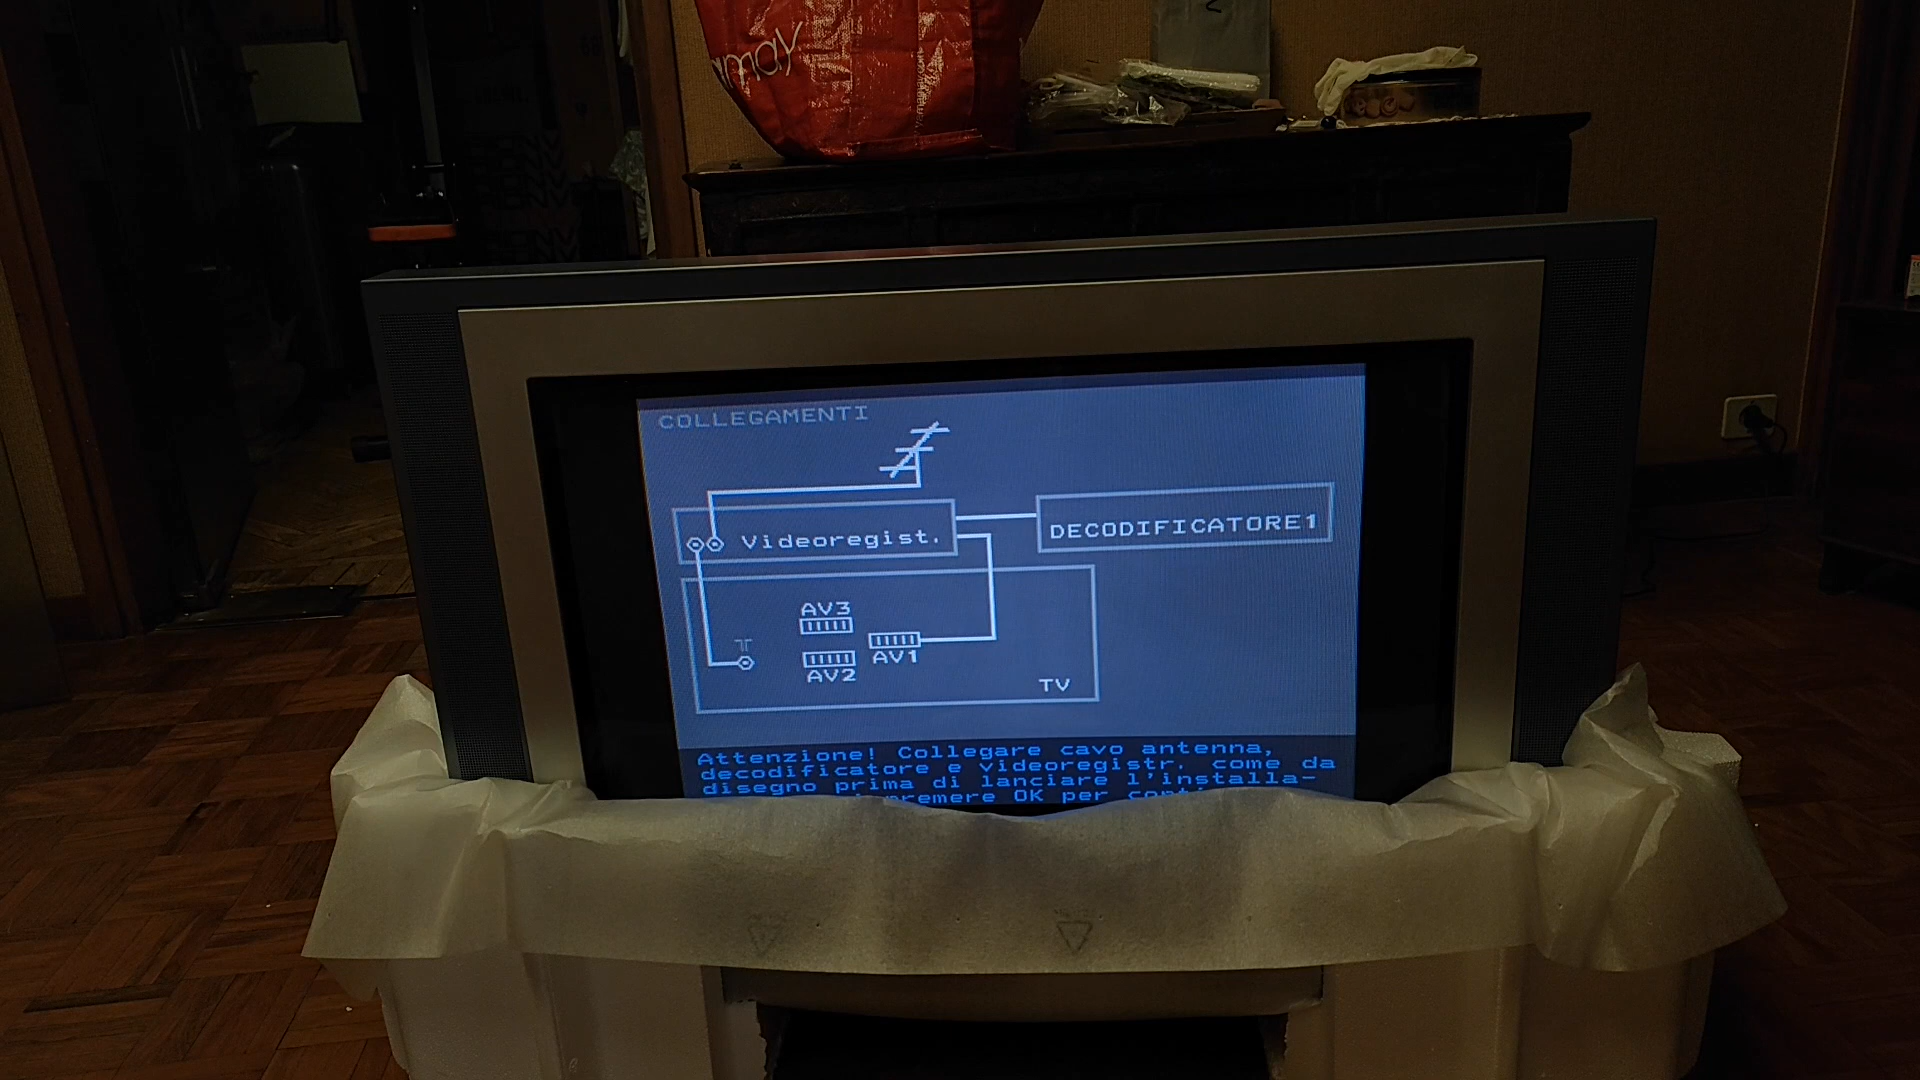 COLLEGAMENTI
Videoregist.
DECODIFICATORE1
AV3
AV1
AV2
TV
Attenzione! Collegare cavo antenna,
decodificatore e videoregistr. come da
disegno prima di lanciare l'installa-
premere OK per